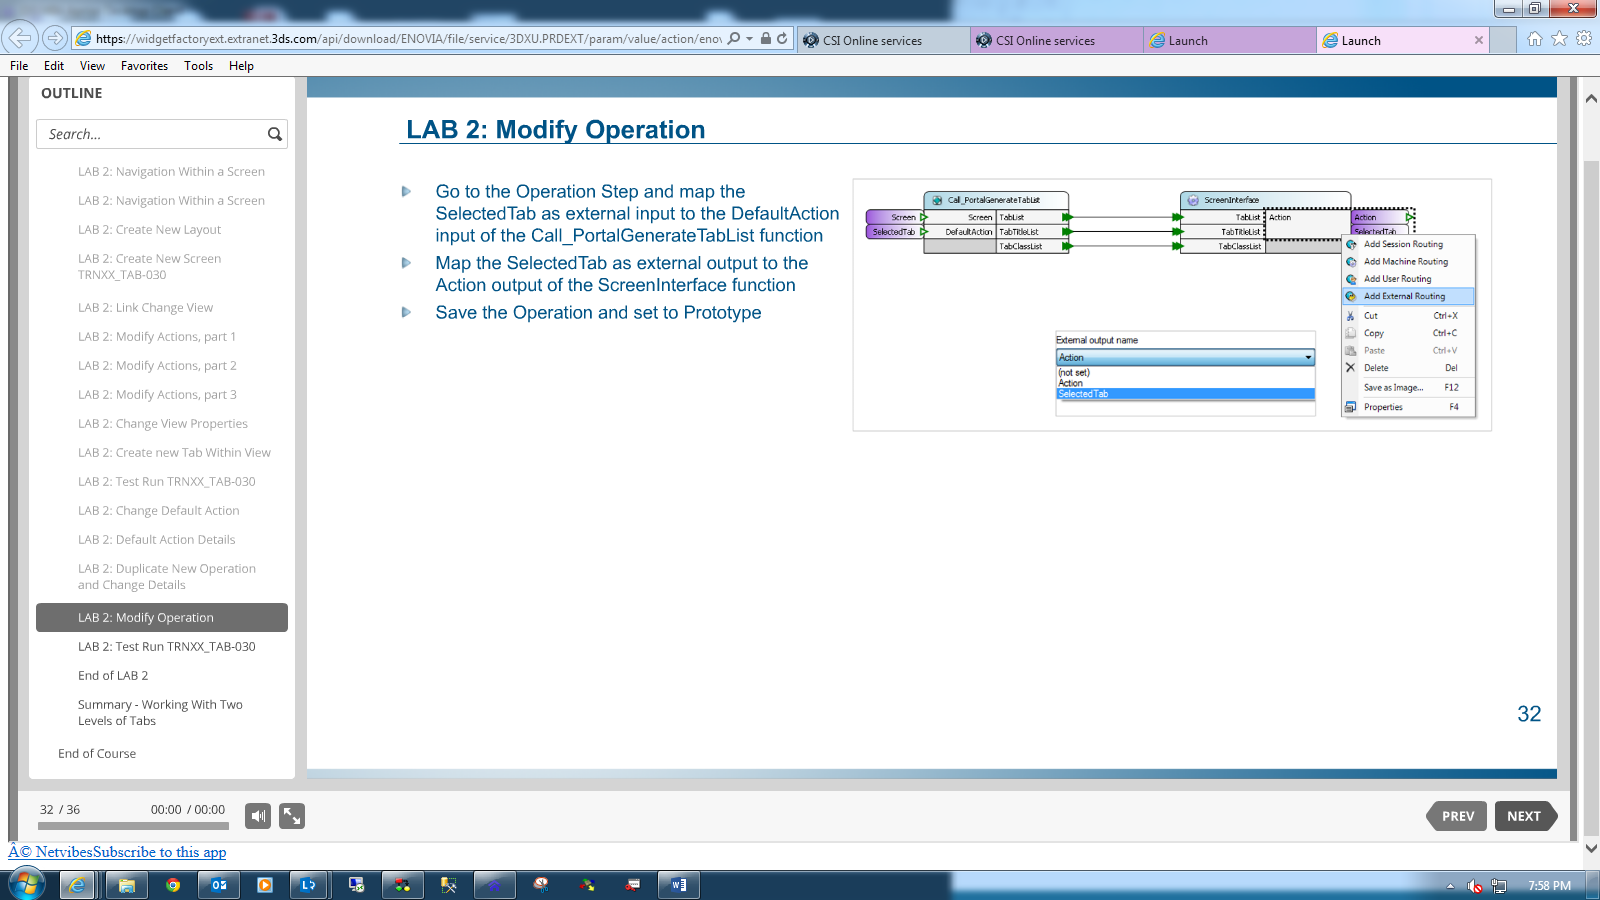 https://widgetfactoryext.extranet.3ds.com/api/download/ENOVIA/file/service/3DXU.PRDEXT/param/value/action/enov
CSI Online services
CSI Online services
Launch
Launch
File Edit View Favorites Tools Help
OUTLINE
Search...
LAB 2: Navigation Within a Screen
LAB 2: Navigation Within a Screen
LAB 2: Create New Layout
LAB 2: Create New Screen
TRNXX_TAB-030
LAB 2: Link Change View
LAB 2: Modify Actions, part 1
LAB 2: Modify Actions, part 2
LAB 2: Modify Actions, part 3
LAB 2: Change View Properties
LAB 2: Create new Tab Within View
LAB 2: Test Run TRNXX_TAB-030
LAB 2: Change Default Action
LAB 2: Default Action Details
LAB 2: Duplicate New Operation
and Change Details
LAB 2: Modify Operation
LAB 2: Test Run TRNXX_TAB-030
End of LAB 2
Summary - Working With Two
Levels of Tabs
End of Course
LAB 2: Modify Operation
Go to the Operation Step and map the
SelectedTab as external input to the DefaultAction
input of the Call_PortalGenerateTabList function
Map the SelectedTab as external output to the
Action output of the ScreenInterface function
Save the Operation and set to Prototype
Call_PortalGenerateTabList
Screen Screen TabList
SelectedTab DefaultAction TabTitleList
TabClassList
ScreenInterface
TabList Action Action
TabTitleList SelectedTab
TabClassList
Add Session Routing
Add Machine Routing
Add User Routing
Add External Routing
Cut Ctrl+X
Copy Ctrl+C
Paste Ctrl+V
Delete Del
Save as Image... F12
Properties F4
External output name
Action
(not set)
Action
SelectedTab
32
32 / 36 00:00 / 00:00
PREV NEXT
Â© NetvibesSubscribe to this app
7:58 PM